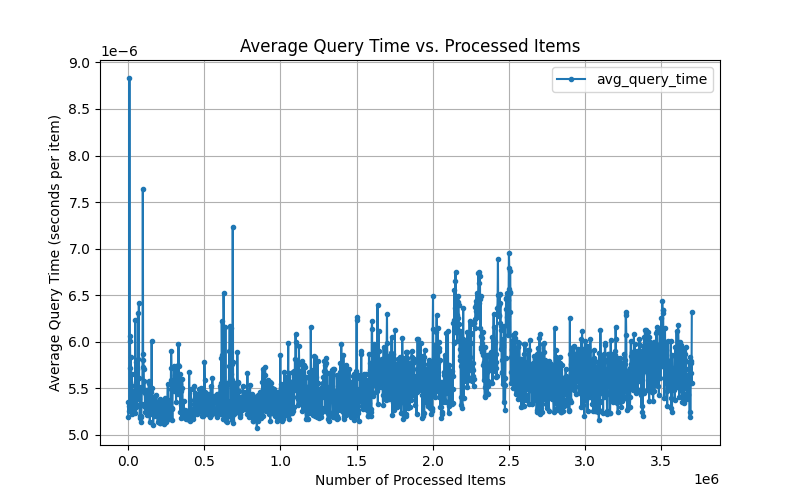 Average Query Time vs. Processed Items
1e−6
avg_query_time
9.0
8.5
8.0
7.5
7.0
6.5
6.0
5.5
5.0
Average Query Time (seconds per item)
0.0 0.5 1.0 1.5 2.0 2.5 3.0 3.5
1e6
Number of Processed Items